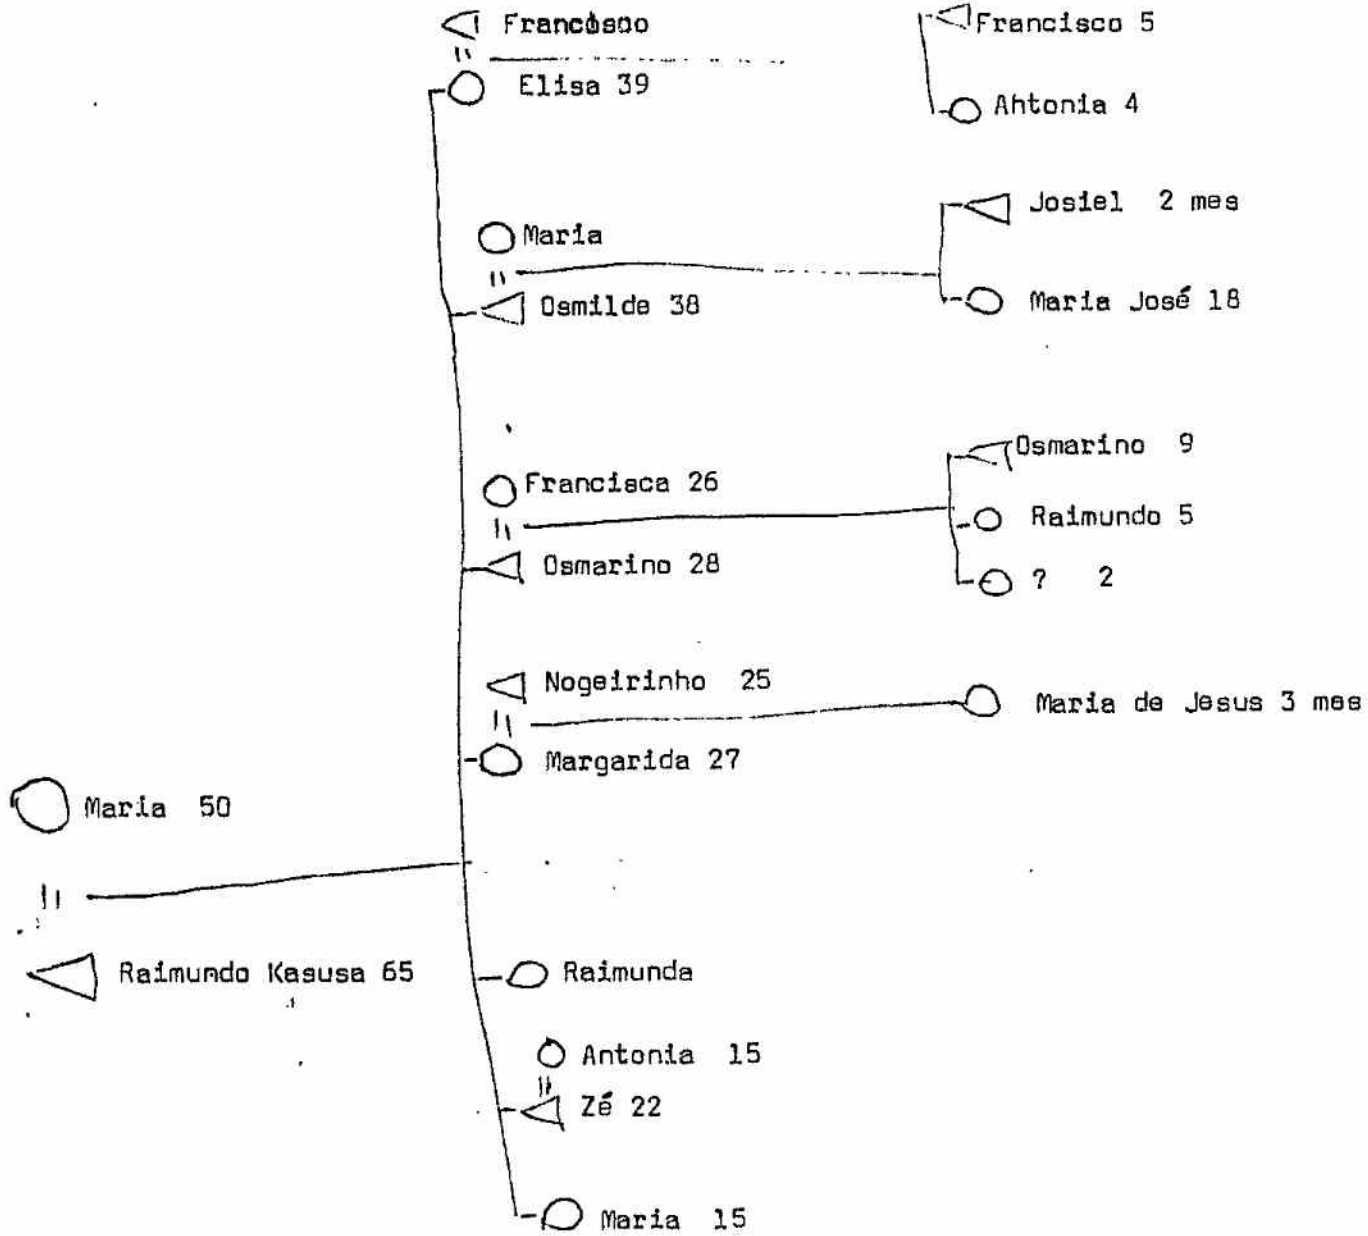 Francisco
Francisco 5
Elisa 39
Ahtonia 4
Josiel 2 mes
Maria
Osmilde 38
Maria José 18
Osmarino 9
Francisca 26
Raimundo 5
Osmarino 28
? 2
Nogeirinho 25
Maria de Jesus 3 mes
Margarida 27
Maria 50
Raimundo Kasusa 65
Raimunda
Antonia 15
Zé 22
Maria 15